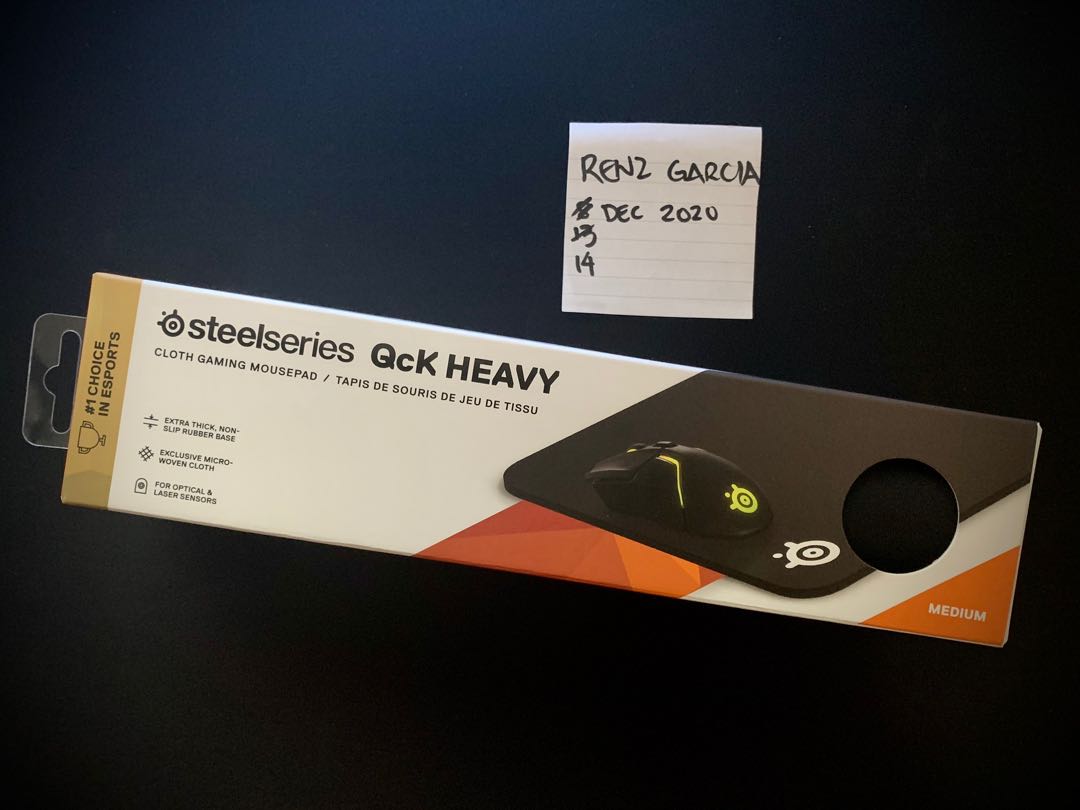 RENZ GARCIA
DEC 2020
14
steelseries QcK HEAVY
CLOTH GAMING MOUSEPAD / TAPIS DE SOURIS DE JEU DE TISSU
#1 CHOICE
IN ESPORTS
EXTRA THICK, NON-
SLIP RUBBER BASE
EXCLUSIVE MICRO-
WOVEN CLOTH
FOR OPTICAL &
LASER SENSORS
MEDIUM